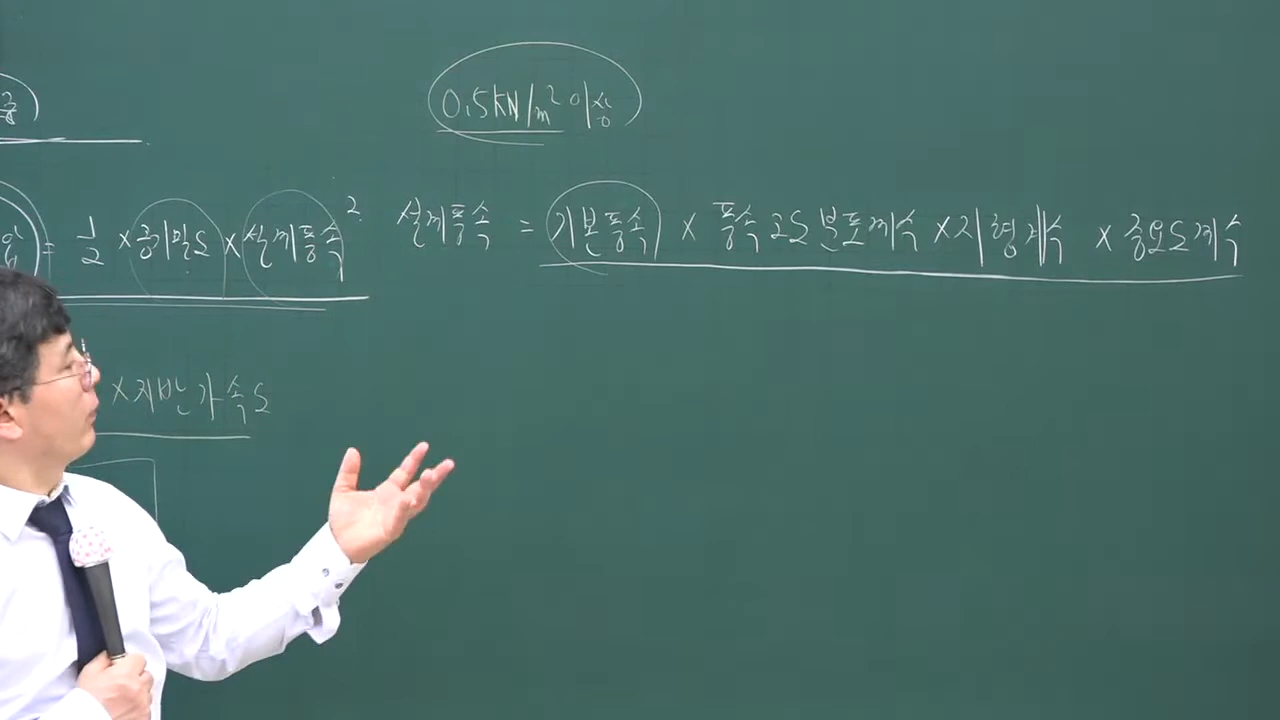 0.5kN/m² 이상
= 1/2 × 공기밀도 × 설계풍속²
설계풍속 = 기본풍속 × 풍속고도분포계수 × 지형계수 × 중요도계수
× 지반가속도